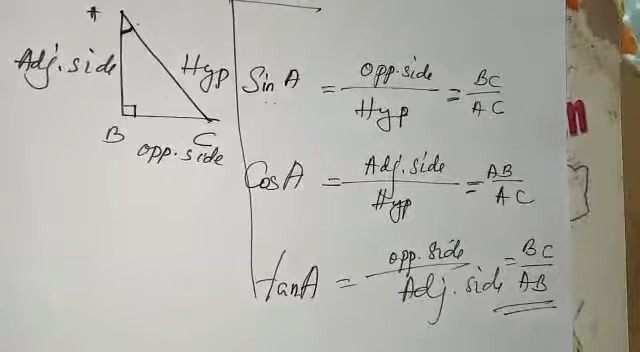 A
Adj. side
Hyp
B
C
opp. side
Sin A = opp. side / Hyp = BC / AC
Cos A = Adj. side / Hyp = AB / AC
tan A = opp. side / Adj. side = BC / AB